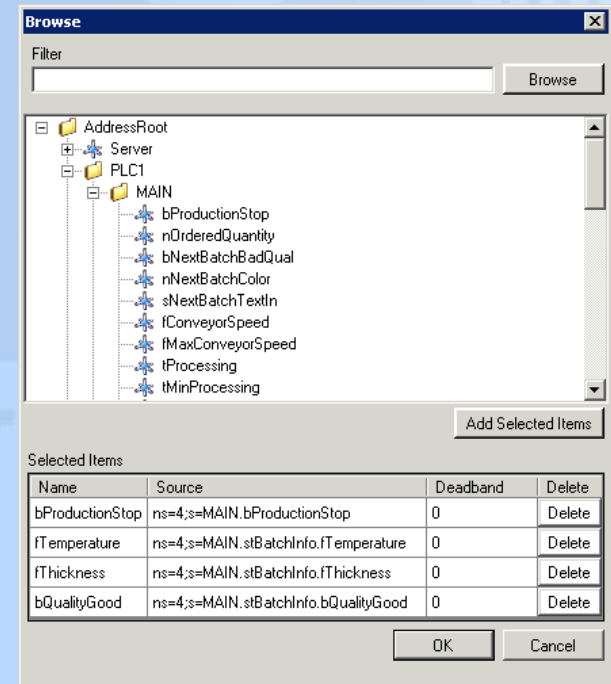 Browse
Filter
Browse
AddressRoot
Server
PLC1
MAIN
bProductionStop
nOrderedQuantity
bNextBatchBadQual
nNextBatchColor
sNextBatchTextIn
fConveyorSpeed
fMaxConveyorSpeed
tProcessing
tMinProcessing
Add Selected Items
Selected Items
Name Source Deadband Delete
bProductionStop ns=4;s=MAIN.bProductionStop 0 Delete
fTemperature ns=4;s=MAIN.stBatchInfo.fTemperature 0 Delete
fThickness ns=4;s=MAIN.stBatchInfo.fThickness 0 Delete
bQualityGood ns=4;s=MAIN.stBatchInfo.bQualityGood 0 Delete
OK Cancel